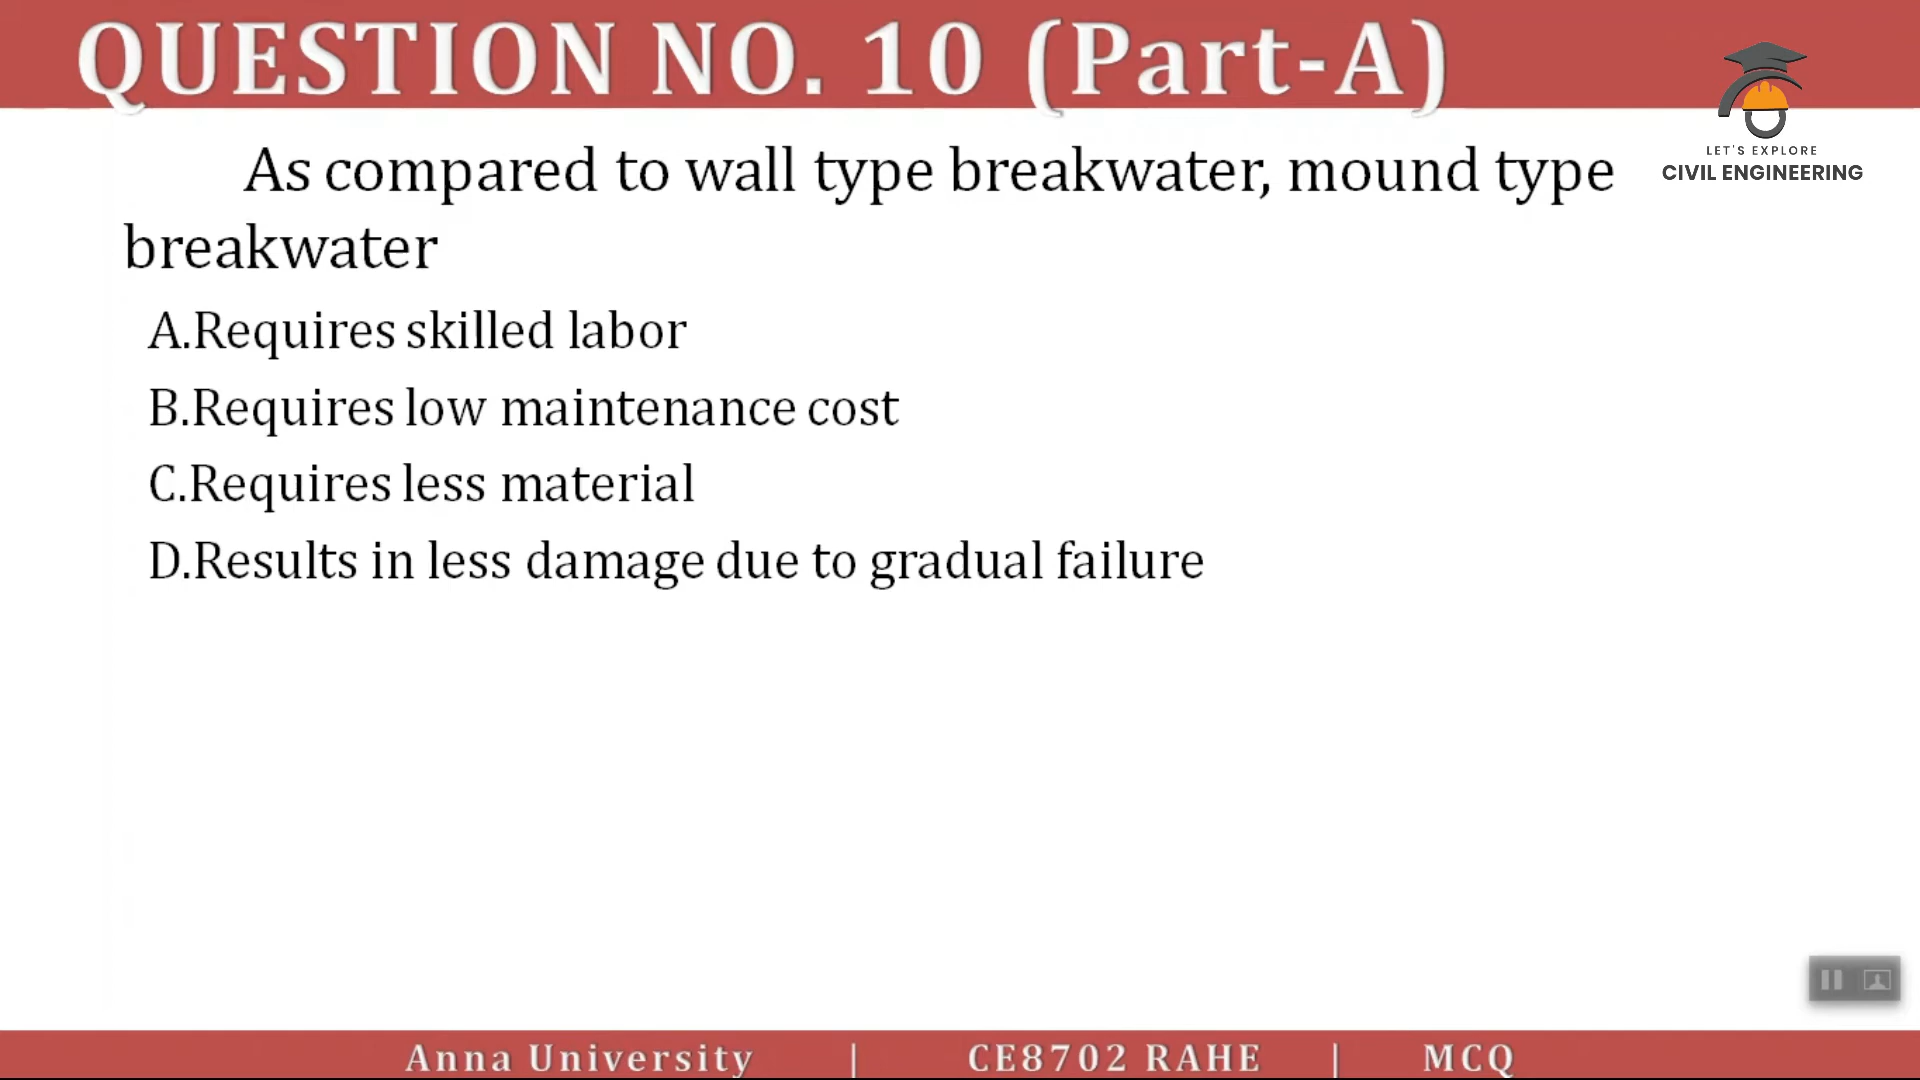 QUESTION NO. 10 (Part-A)
LET'S EXPLORE
CIVIL ENGINEERING
As compared to wall type breakwater, mound type
breakwater
A.Requires skilled labor
B.Requires low maintenance cost
C.Requires less material
D.Results in less damage due to gradual failure
Anna University | CE8702 RAHE | MCQ